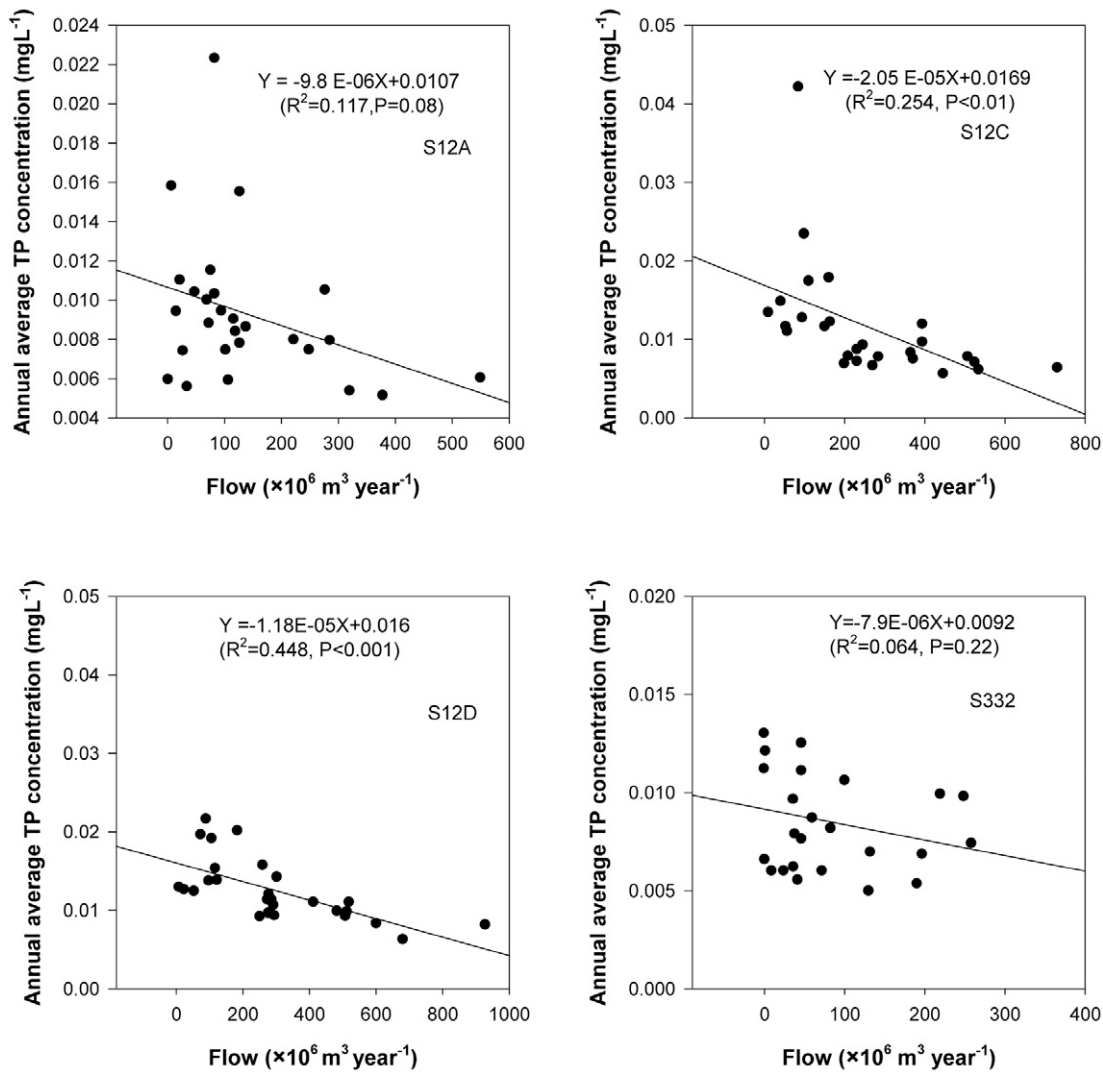 Annual average TP concentration (mgL⁻¹)
0.024
0.022
0.020
0.018
0.016
0.014
0.012
0.010
0.008
0.006
0.004
Y = -9.8 E-06X+0.0107
(R²=0.117,P=0.08)
S12A
0 100 200 300 400 500 600
Flow (×10⁶ m³ year⁻¹)
Annual average TP concentration (mgL⁻¹)
0.05
0.04
0.03
0.02
0.01
0.00
Y =-2.05 E-05X+0.0169
(R²=0.254, P<0.01)
S12C
0 200 400 600 800
Flow (×10⁶ m³ year⁻¹)
Annual average TP concentration (mgL⁻¹)
0.05
0.04
0.03
0.02
0.01
0.00
Y =-1.18E-05X+0.016
(R²=0.448, P<0.001)
S12D
0 200 400 600 800 1000
Flow (×10⁶ m³ year⁻¹)
Annual average TP concentration (mgL⁻¹)
0.020
0.015
0.010
0.005
0.000
Y=-7.9E-06X+0.0092
(R²=0.064, P=0.22)
S332
0 100 200 300 400
Flow (×10⁶ m³ year⁻¹)